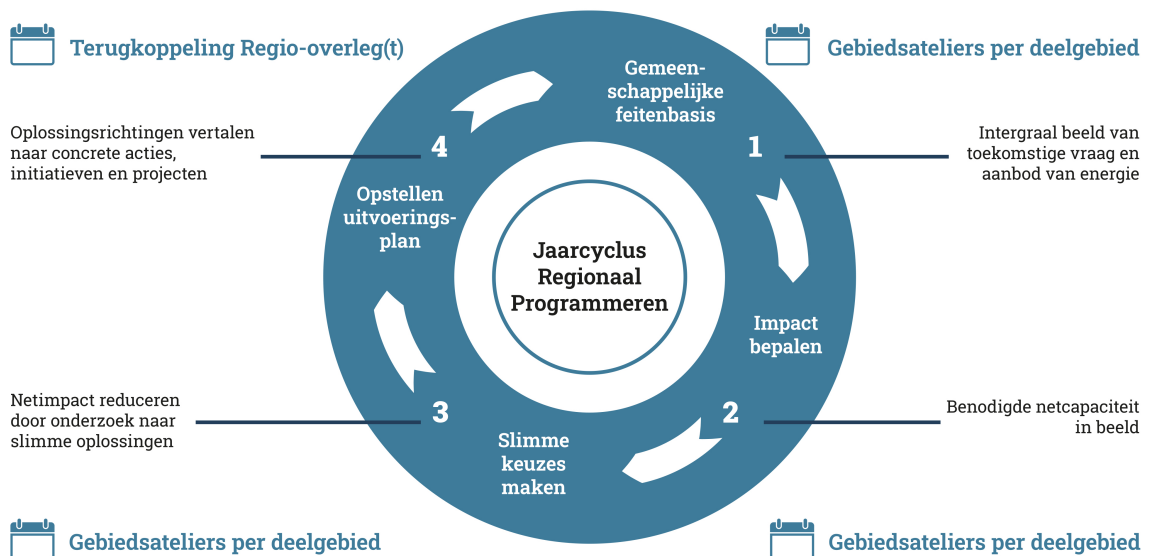 Terugkoppeling Regio-overleg(t)
Gebiedsateliers per deelgebied
Gemeen-
schappelijke
feitenbasis
1
Intergraal beeld van
toekomstige vraag en
aanbod van energie
Impact
bepalen
2
Benodigde netcapaciteit
in beeld
Gebiedsateliers per deelgebied
Slimme
keuzes
maken
3
Netimpact reduceren
door onderzoek naar
slimme oplossingen
Gebiedsateliers per deelgebied
Opstellen
uitvoerings-
plan
4
Oplossingsrichtingen vertalen
naar concrete acties,
initiatieven en projecten
Jaarcyclus
Regionaal
Programmeren